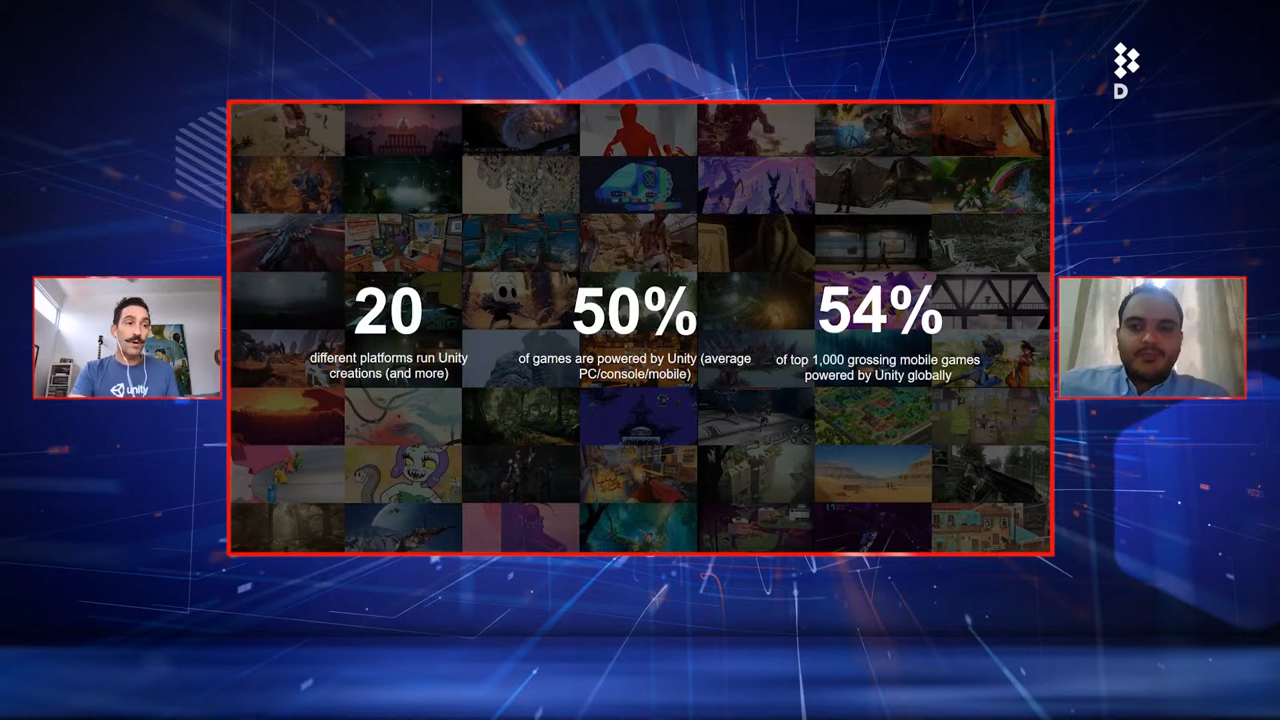 D
20
different platforms run Unity
creations (and more)
50%
of games are powered by Unity (average
PC/console/mobile)
54%
of top 1,000 grossing mobile games
powered by Unity globally
unity